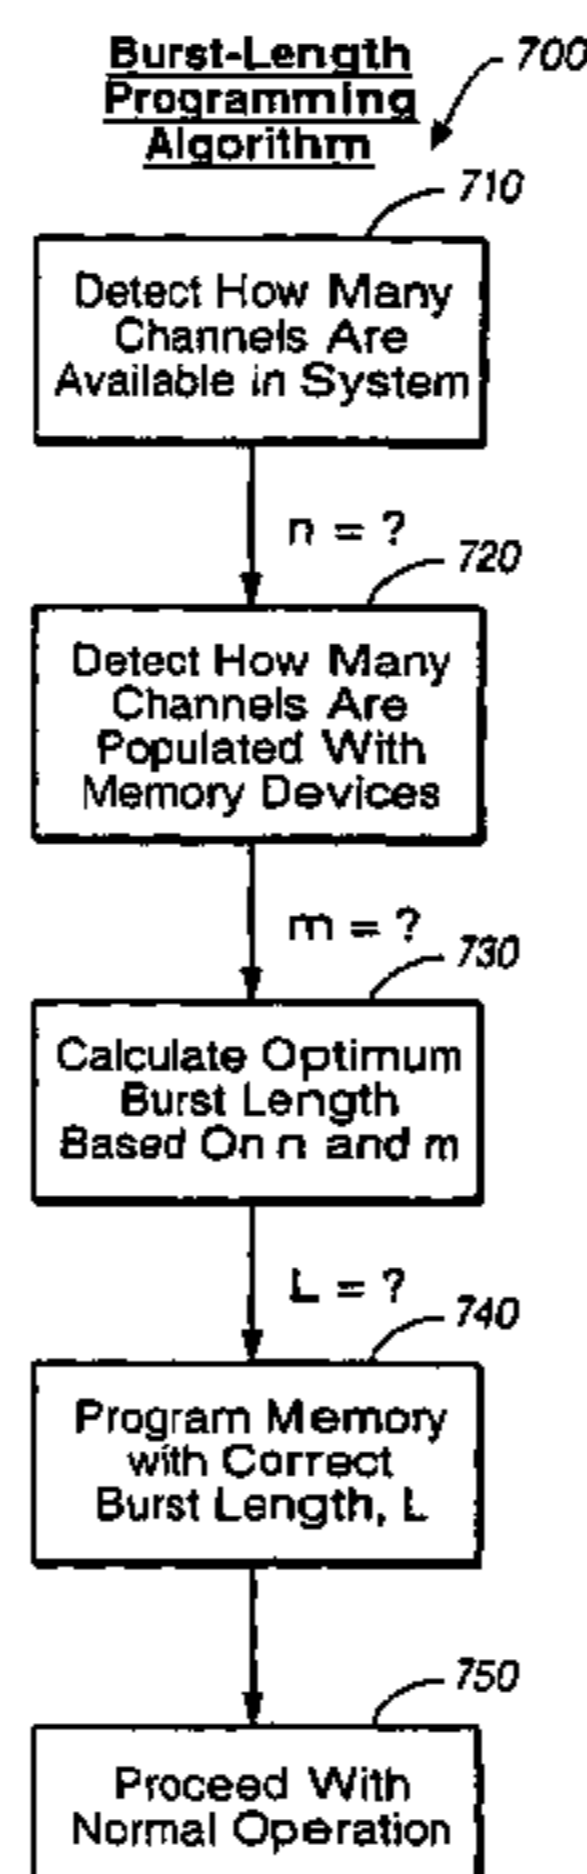 Burst-Length
Programming
Algorithm
700
710
Detect How Many
Channels Are
Available in System
n = ?
720
Detect How Many
Channels Are
Populated With
Memory Devices
m = ?
730
Calculate Optimum
Burst Length
Based On n and m
L = ?
740
Program Memory
with Correct
Burst Length, L
750
Proceed With
Normal Operation